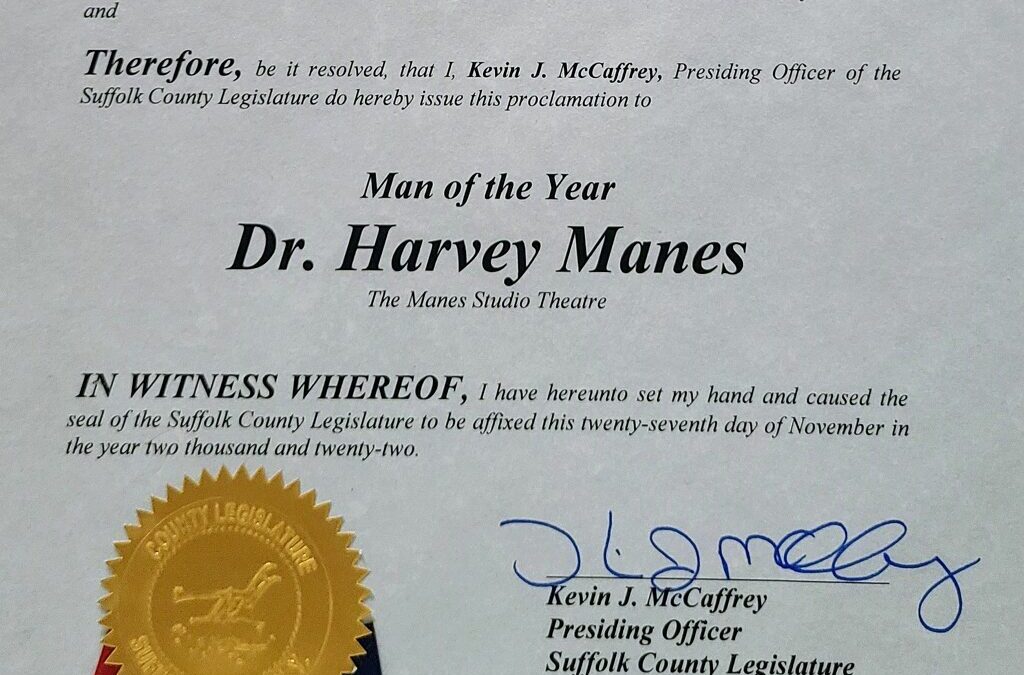 and
Therefore, be it resolved, that I, Kevin J. McCaffrey, Presiding Officer of the
Suffolk County Legislature do hereby issue this proclamation to
Man of the Year
Dr. Harvey Manes
The Manes Studio Theatre
IN WITNESS WHEREOF, I have hereunto set my hand and caused the
seal of the Suffolk County Legislature to be affixed this twenty-seventh day of November in
the year two thousand and twenty-two.
COUNTY LEGISLATURE
Kevin J. McCaffrey
Presiding Officer
Suffolk County Legislature